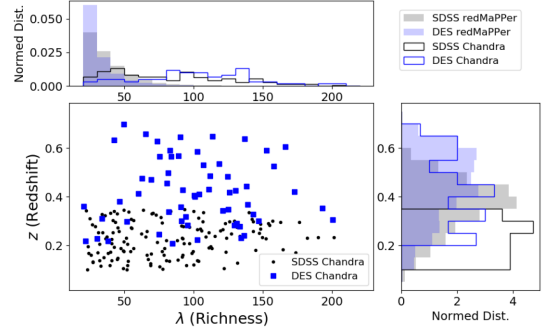 Normed Dist.
0.050
0.025
0.000
50
100
150
200
SDSS redMaPPer
DES redMaPPer
SDSS Chandra
DES Chandra
z (Redshift)
0.6
0.4
0.2
SDSS Chandra
DES Chandra
50
100
150
200
λ (Richness)
0.6
0.4
0.2
0
2
4
Normed Dist.